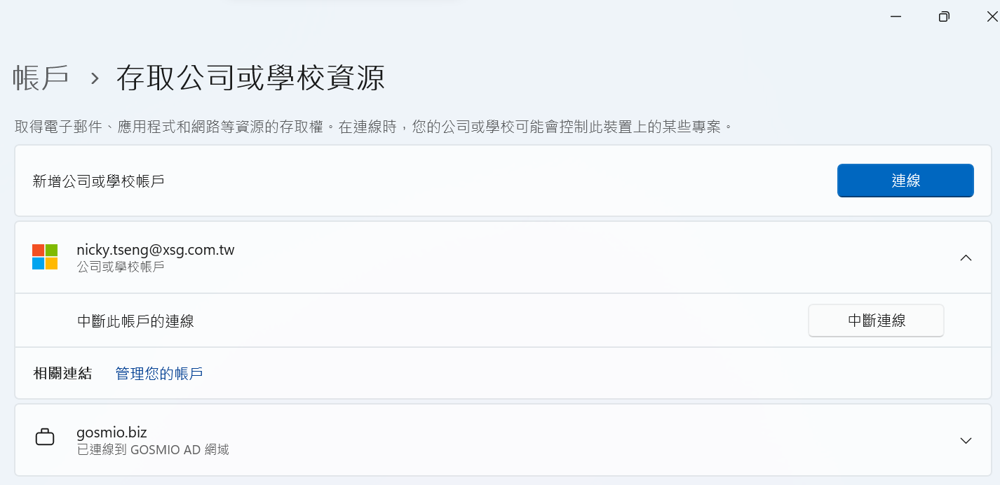 帳戶 › 存取公司或學校資源
取得電子郵件、應用程式和網路等資源的存取權。在連線時，您的公司或學校可能會控制此裝置上的某些專案。
新增公司或學校帳戶
連線
nicky.tseng@xsg.com.tw
公司或學校帳戶
中斷此帳戶的連線
中斷連線
相關連結 管理您的帳戶
gosmio.biz
已連線到 GOSMIO AD 網域